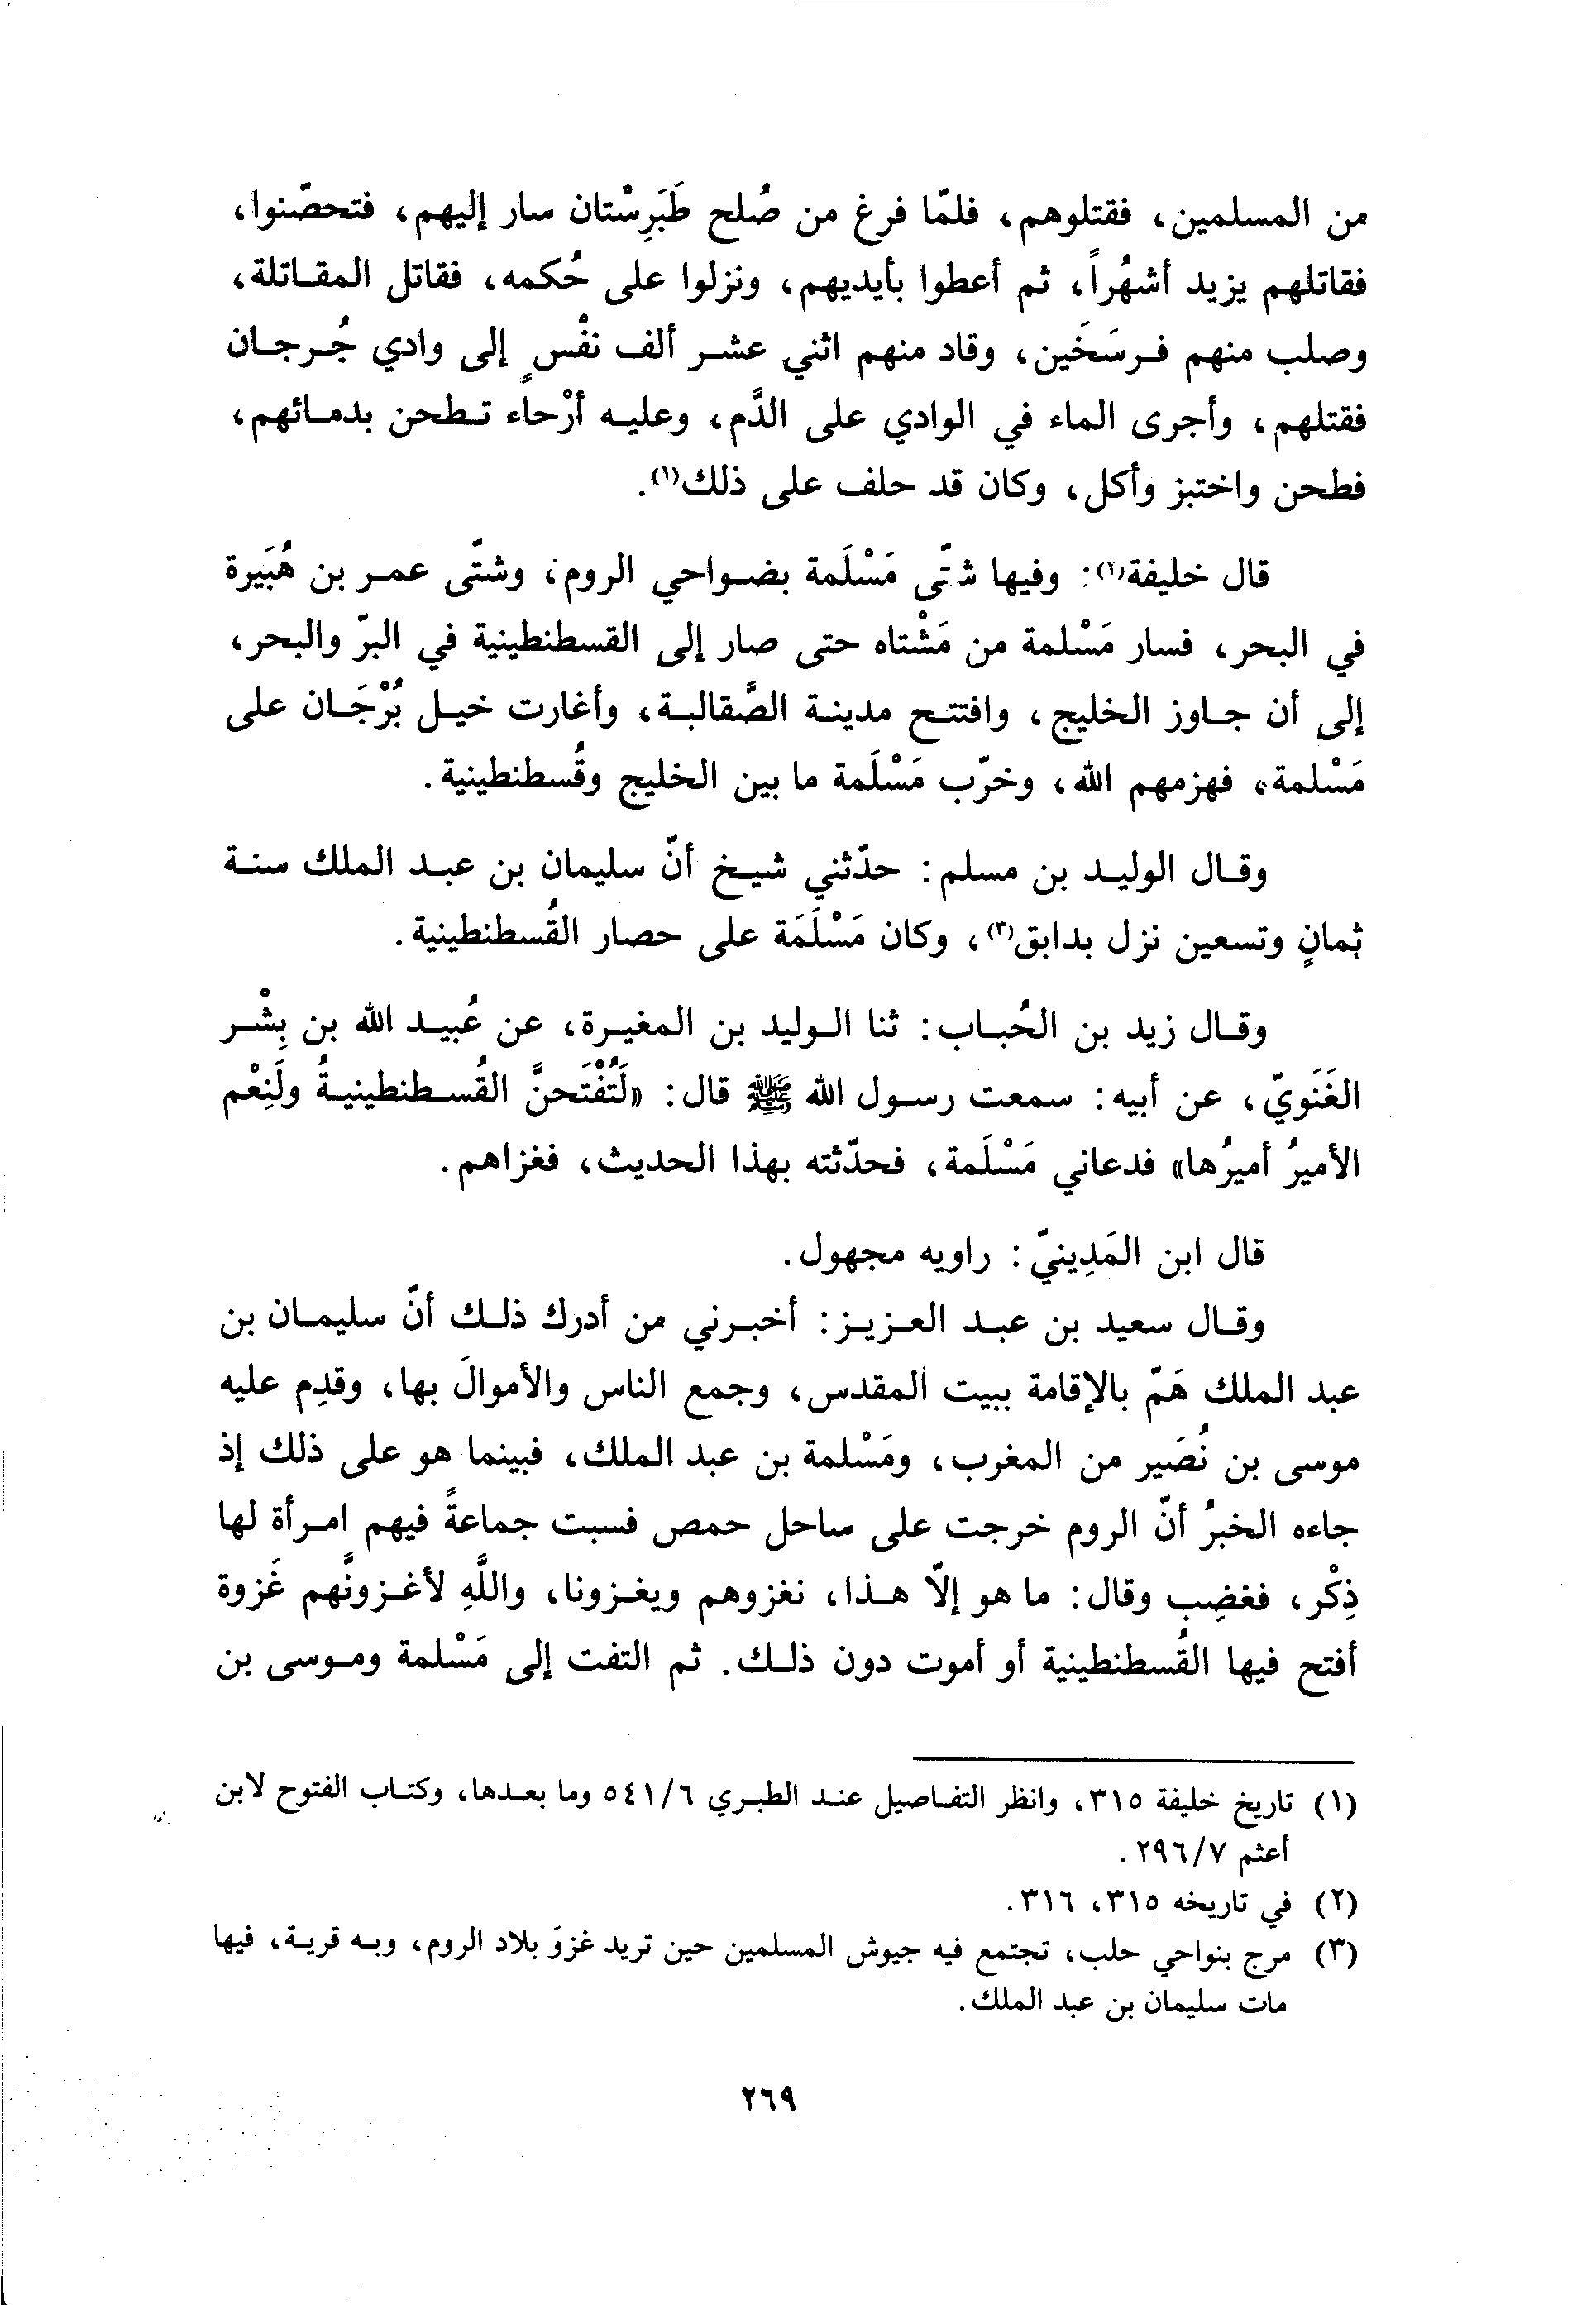 من المسلمين، فقتلوهم، فلمّا فرغ من صُلح طَبَرِسْتان سار إليهم، فتحصّنوا،
فقاتلهم يزيد أشهُراً، ثم أعطوا بأيديهم، ونزلوا على حُكمه، فقاتل المقاتلة،
وصلب منهم فرسَخَين، وقاد منهم اثني عشر ألف نفْسٍ إلى وادي جُرجان
فقتلهم، وأجرى الماء في الوادي على الدَّم، وعليه أرْحاء تطحن بدمائهم،
فطحن واختبز وأكل، وكان قد حلف على ذلك(١).
قال خليفة(٢): وفيها شتّى مَسْلَمة بضواحي الروم، وشتّى عمر بن هُبَيرة
في البحر، فسار مَسْلمة من مَشْتاه حتى صار إلى القسطنطينية في البرّ والبحر،
إلى أن جاوز الخليج، وافتتح مدينة الصَّقالبة، وأغارت خيل بُرْجَان على
مَسْلمة، فهزمهم الله، وخرّب مَسْلَمة ما بين الخليج وقُسطنطينية.
وقال الوليد بن مسلم: حدّثني شيخ أنّ سليمان بن عبد الملك سنة
ثمانٍ وتسعين نزل بدابق(٣)، وكان مَسْلَمَة على حصار القُسطنطينية.
وقال زيد بن الحُباب: ثنا الوليد بن المغيرة، عن عُبيد الله بن بِشْر
الغَنَويّ، عن أبيه: سمعت رسول الله ﷺ قال: «لَتُفْتَحنَّ القُسطنطينيةُ ولَنِعْم
الأميرُ أميرُها» فدعاني مَسْلَمة، فحدّثته بهذا الحديث، فغزاهم.
قال ابن المَدِينيّ: راويه مجهول.
وقال سعيد بن عبد العزيز: أخبرني من أدرك ذلك أنّ سليمان بن
عبد الملك هَمّ بالإقامة ببيت المقدس، وجمع الناس والأموالَ بها، وقدِم عليه
موسى بن نُصَير من المغرب، ومَسْلمة بن عبد الملك، فبينما هو على ذلك إذ
جاءه الخبرُ أنّ الروم خرجت على ساحل حمص فسبت جماعةً فيهم امرأة لها
ذِكْر، فغضِب وقال: ما هو إلّا هذا، نغزوهم ويغزونا، واللَّهِ لأغزونَّهم غَزوة
أفتح فيها القُسطنطينية أو أموت دون ذلك. ثم التفت إلى مَسْلمة وموسى بن
(١) تاريخ خليفة ٣١٥، وانظر التفاصيل عند الطبري ٥٤١/٦ وما بعدها، وكتاب الفتوح لابن
أعثم ٢٩٦/٧.
(٢) في تاريخه ٣١٥، ٣١٦.
(٣) مرج بنواحي حلب، تجتمع فيه جيوش المسلمين حين تريد غزوَ بلاد الروم، وبه قرية، فيها
مات سليمان بن عبد الملك.
٢٦٩